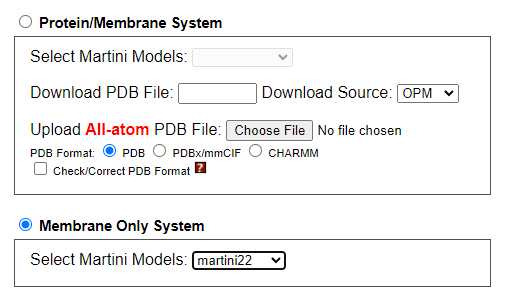 Protein/Membrane System
Select Martini Models:
Download PDB File: Download Source: OPM
Upload All-atom PDB File: Choose File No file chosen
PDB Format: PDB PDBx/mmCIF CHARMM
Check/Correct PDB Format ?
Membrane Only System
Select Martini Models: martini22